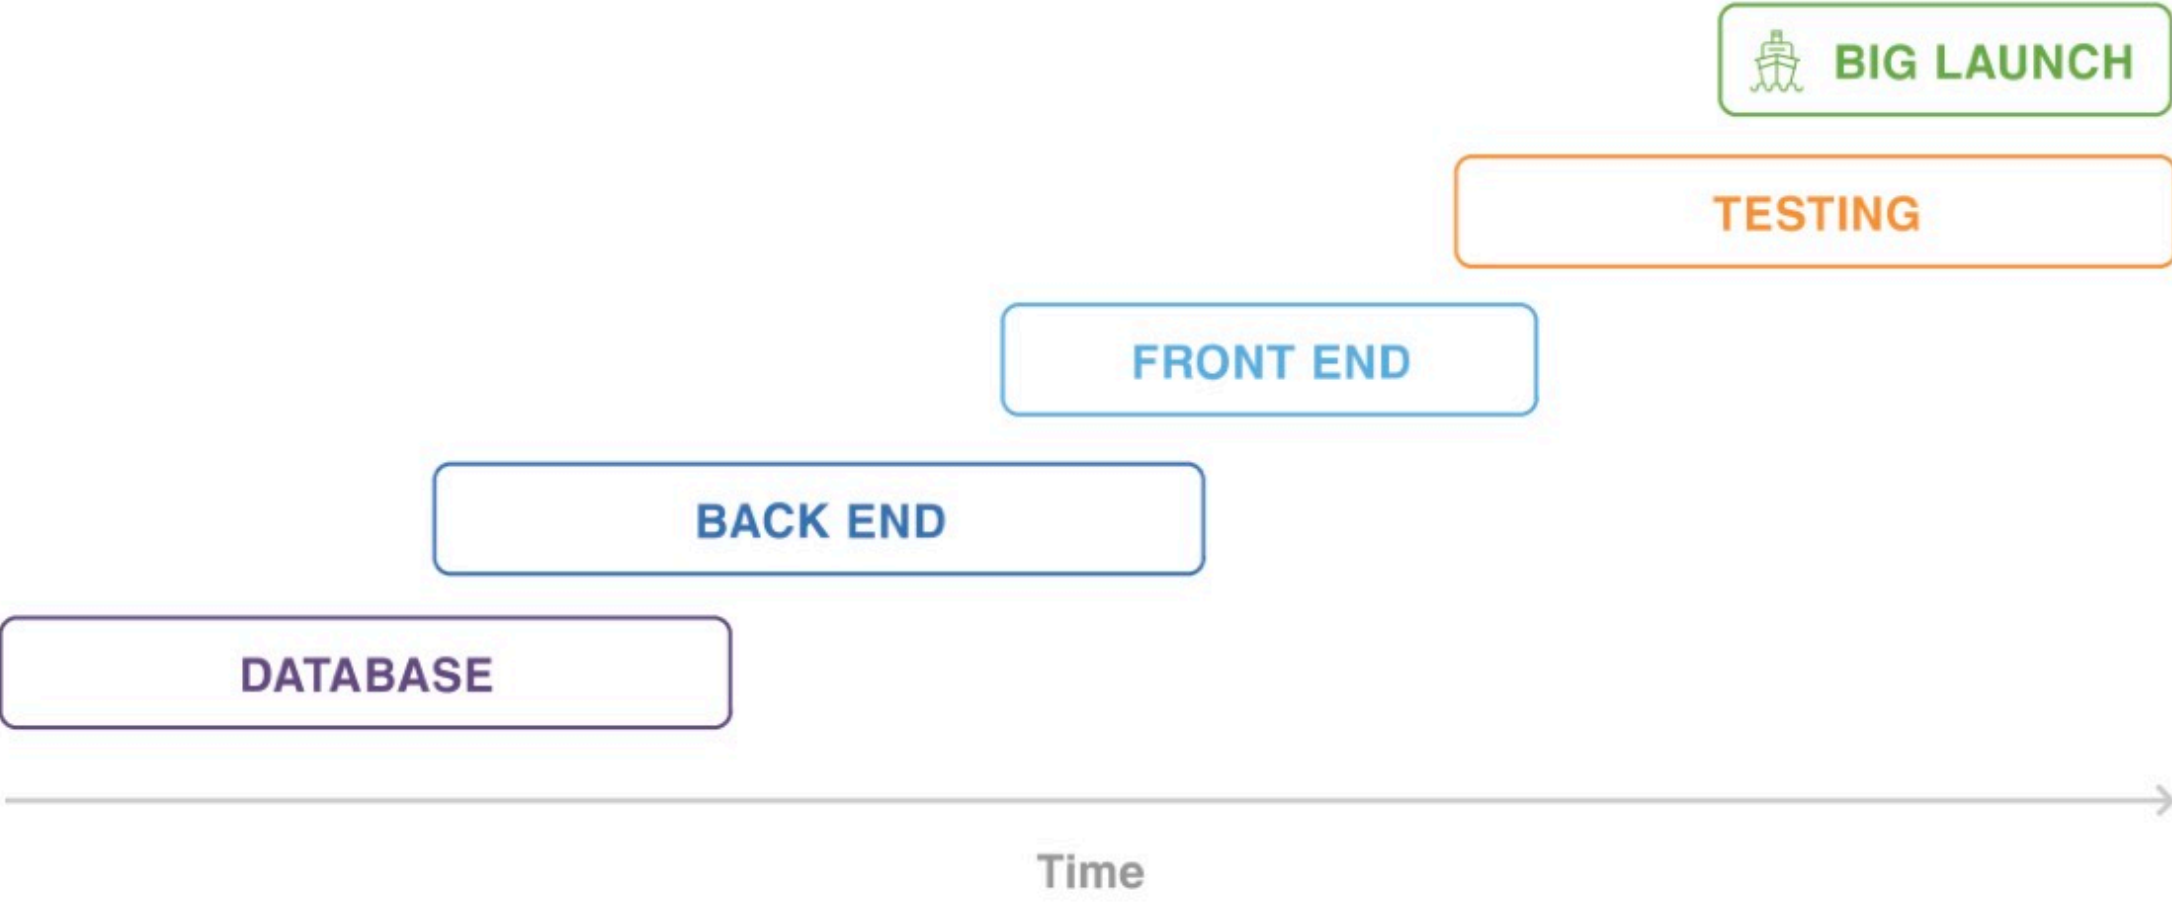 BIG LAUNCH
TESTING
FRONT END
BACK END
DATABASE
Time